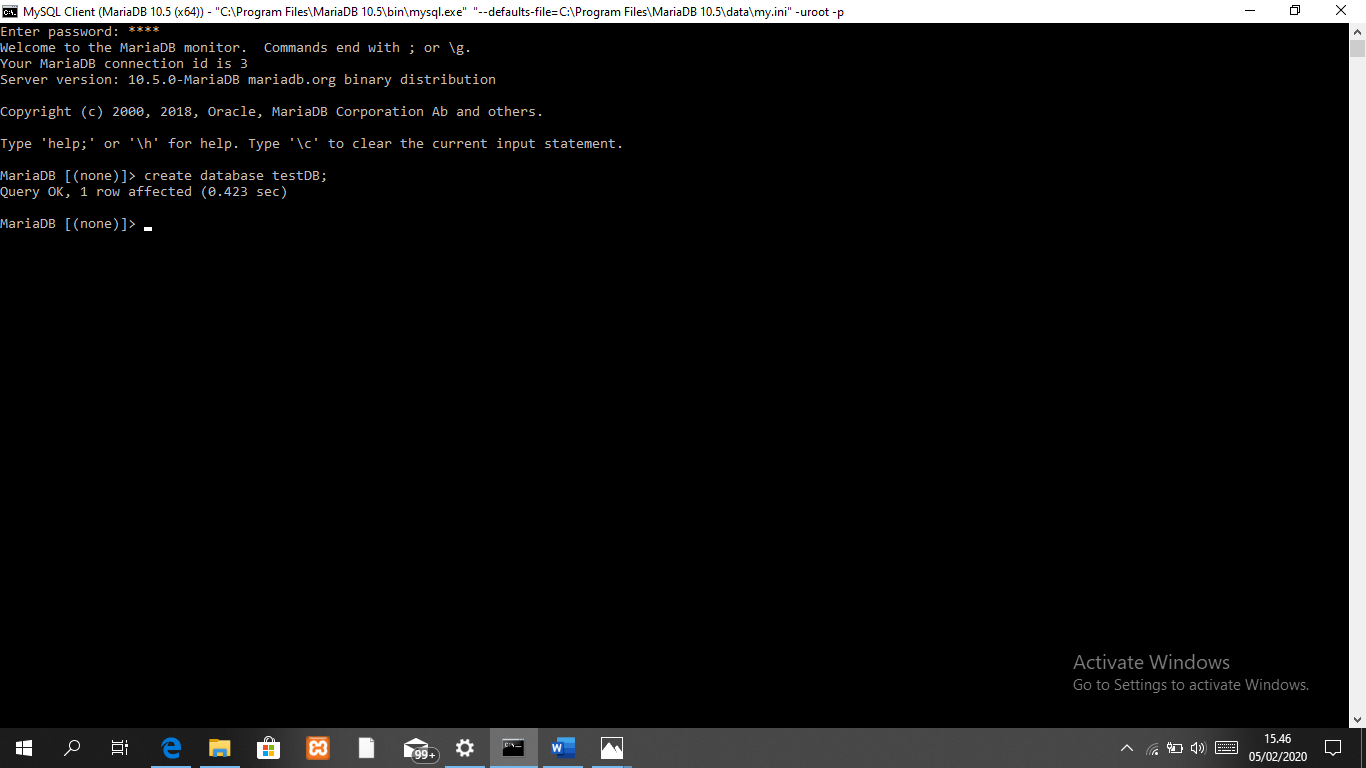 MySQL Client (MariaDB 10.5 (x64)) - "C:\Program Files\MariaDB 10.5\bin\mysql.exe"  "--defaults-file=C:\Program Files\MariaDB 10.5\data\my.ini" -uroot -p
Enter password: ****
Welcome to the MariaDB monitor.  Commands end with ; or \g.
Your MariaDB connection id is 3
Server version: 10.5.0-MariaDB mariadb.org binary distribution
Copyright (c) 2000, 2018, Oracle, MariaDB Corporation Ab and others.
Type 'help;' or '\h' for help. Type '\c' to clear the current input statement.
MariaDB [(none)]> create database testDB;
Query OK, 1 row affected (0.423 sec)
MariaDB [(none)]>
Activate Windows
Go to Settings to activate Windows.
99+
15.46
05/02/2020